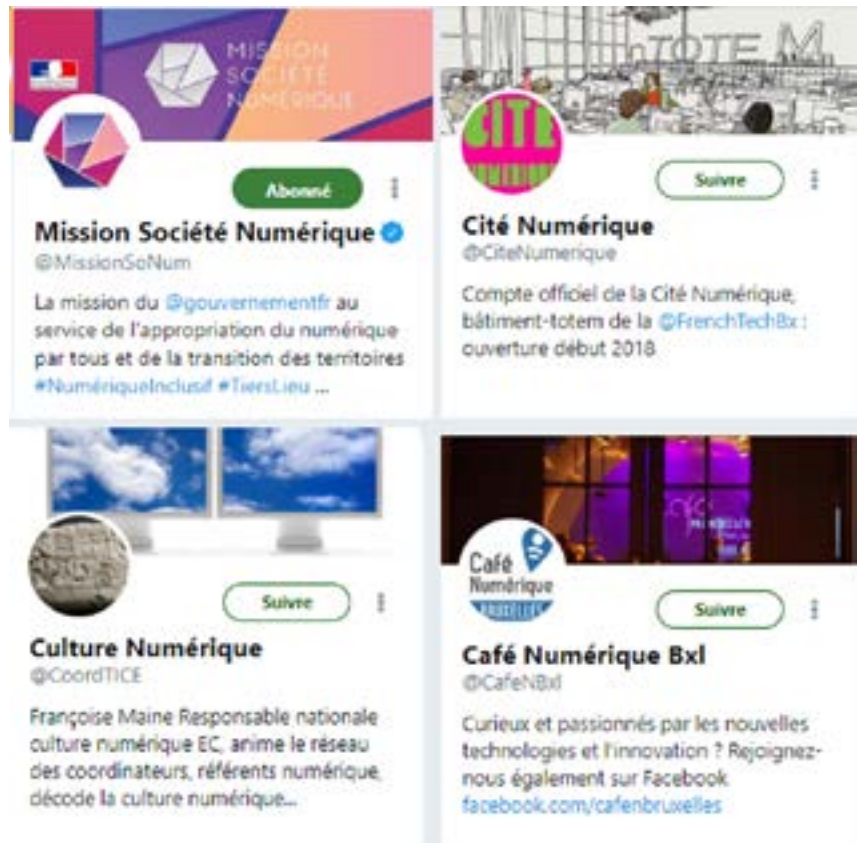 MISSION
SOCIÉTÉ
NUMÉRIQUE
Abonné
Mission Société Numérique
@MissionSoNum
La mission du @gouvernementfr au
service de l'appropriation du numérique
par tous et de la transition des territoires
#NumériqueInclusif #TiersLieu ...
TOTEM
CITÉ
NUMÉRIQUE
Suivre
Cité Numérique
@CiteNumerique
Compte officiel de la Cité Numérique,
bâtiment-totem de la @FrenchTechBx :
ouverture début 2018
Suivre
Culture Numérique
@CoordTICE
Françoise Maine Responsable nationale
culture numérique EC, anime le réseau
des coordinateurs, référents numérique,
décode la culture numérique...
Café
Numérique
BRUXELLES
Suivre
Café Numérique Bxl
@CafeNBxl
Curieux et passionnés par les nouvelles
technologies et l'innovation ? Rejoignez-
nous également sur Facebook
facebook.com/cafenbruxelles